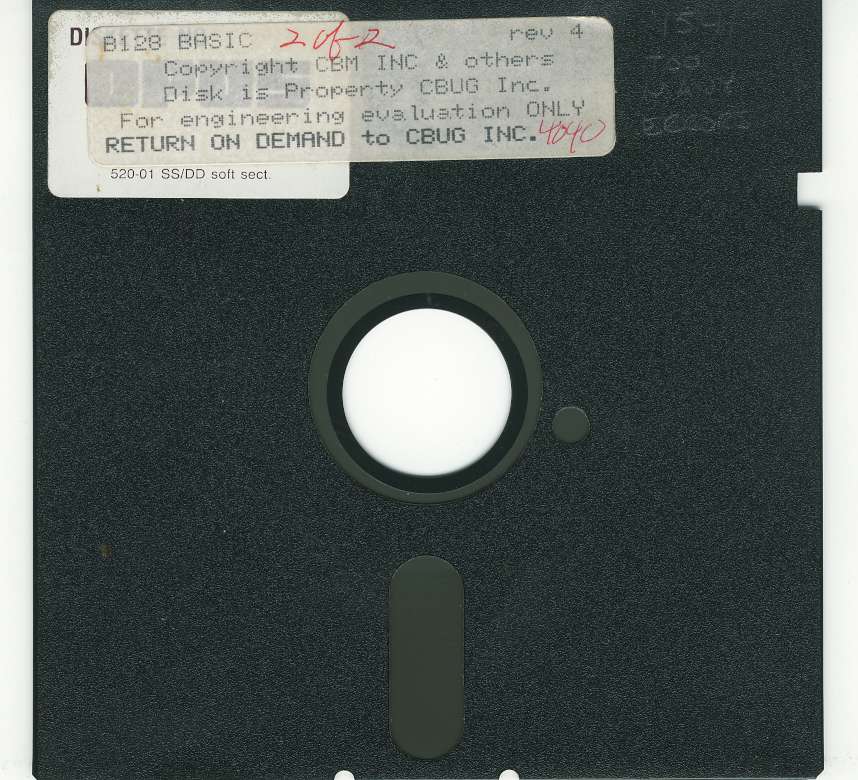 B128 BASIC 2 of 2 rev 4
Copyright CBM INC & others
Disk is Property CBUG Inc.
For engineering evaluation ONLY
RETURN ON DEMAND to CBUG INC. 4040
520-01 SS/DD soft sect.